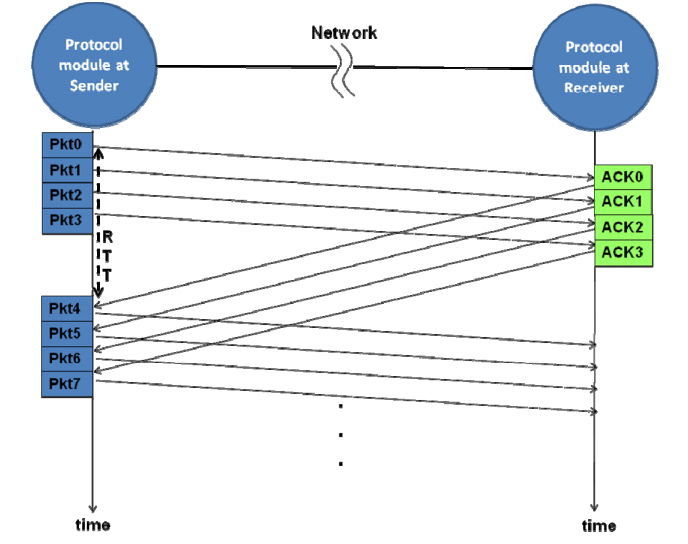 Protocol
module at
Sender
Network
Protocol
module at
Receiver
Pkt0
Pkt1
Pkt2
Pkt3
R
T
T
ACK0
ACK1
ACK2
ACK3
Pkt4
Pkt5
Pkt6
Pkt7
time
time